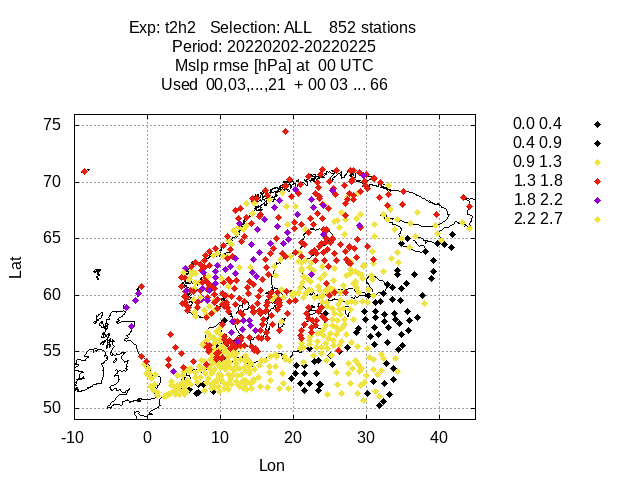 Exp: t2h2   Selection: ALL    852 stations
Period: 20220202-20220225
Mslp rmse [hPa] at  00 UTC
Used  00,03,...,21  + 00 03 ... 66
75
70
65
60
55
50
Lat
-10 0 10 20 30 40
Lon
0.0 0.4
0.4 0.9
0.9 1.3
1.3 1.8
1.8 2.2
2.2 2.7